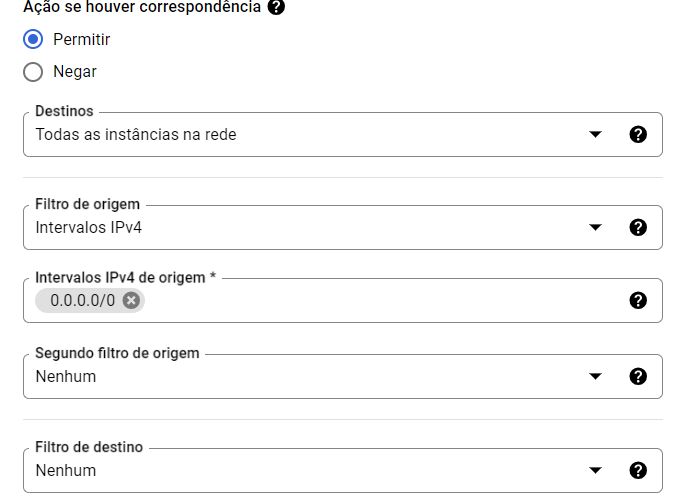 Ação se houver correspondência
Permitir
Negar
Destinos
Todas as instâncias na rede
Filtro de origem
Intervalos IPv4
Intervalos IPv4 de origem *
0.0.0.0/0
Segundo filtro de origem
Nenhum
Filtro de destino
Nenhum